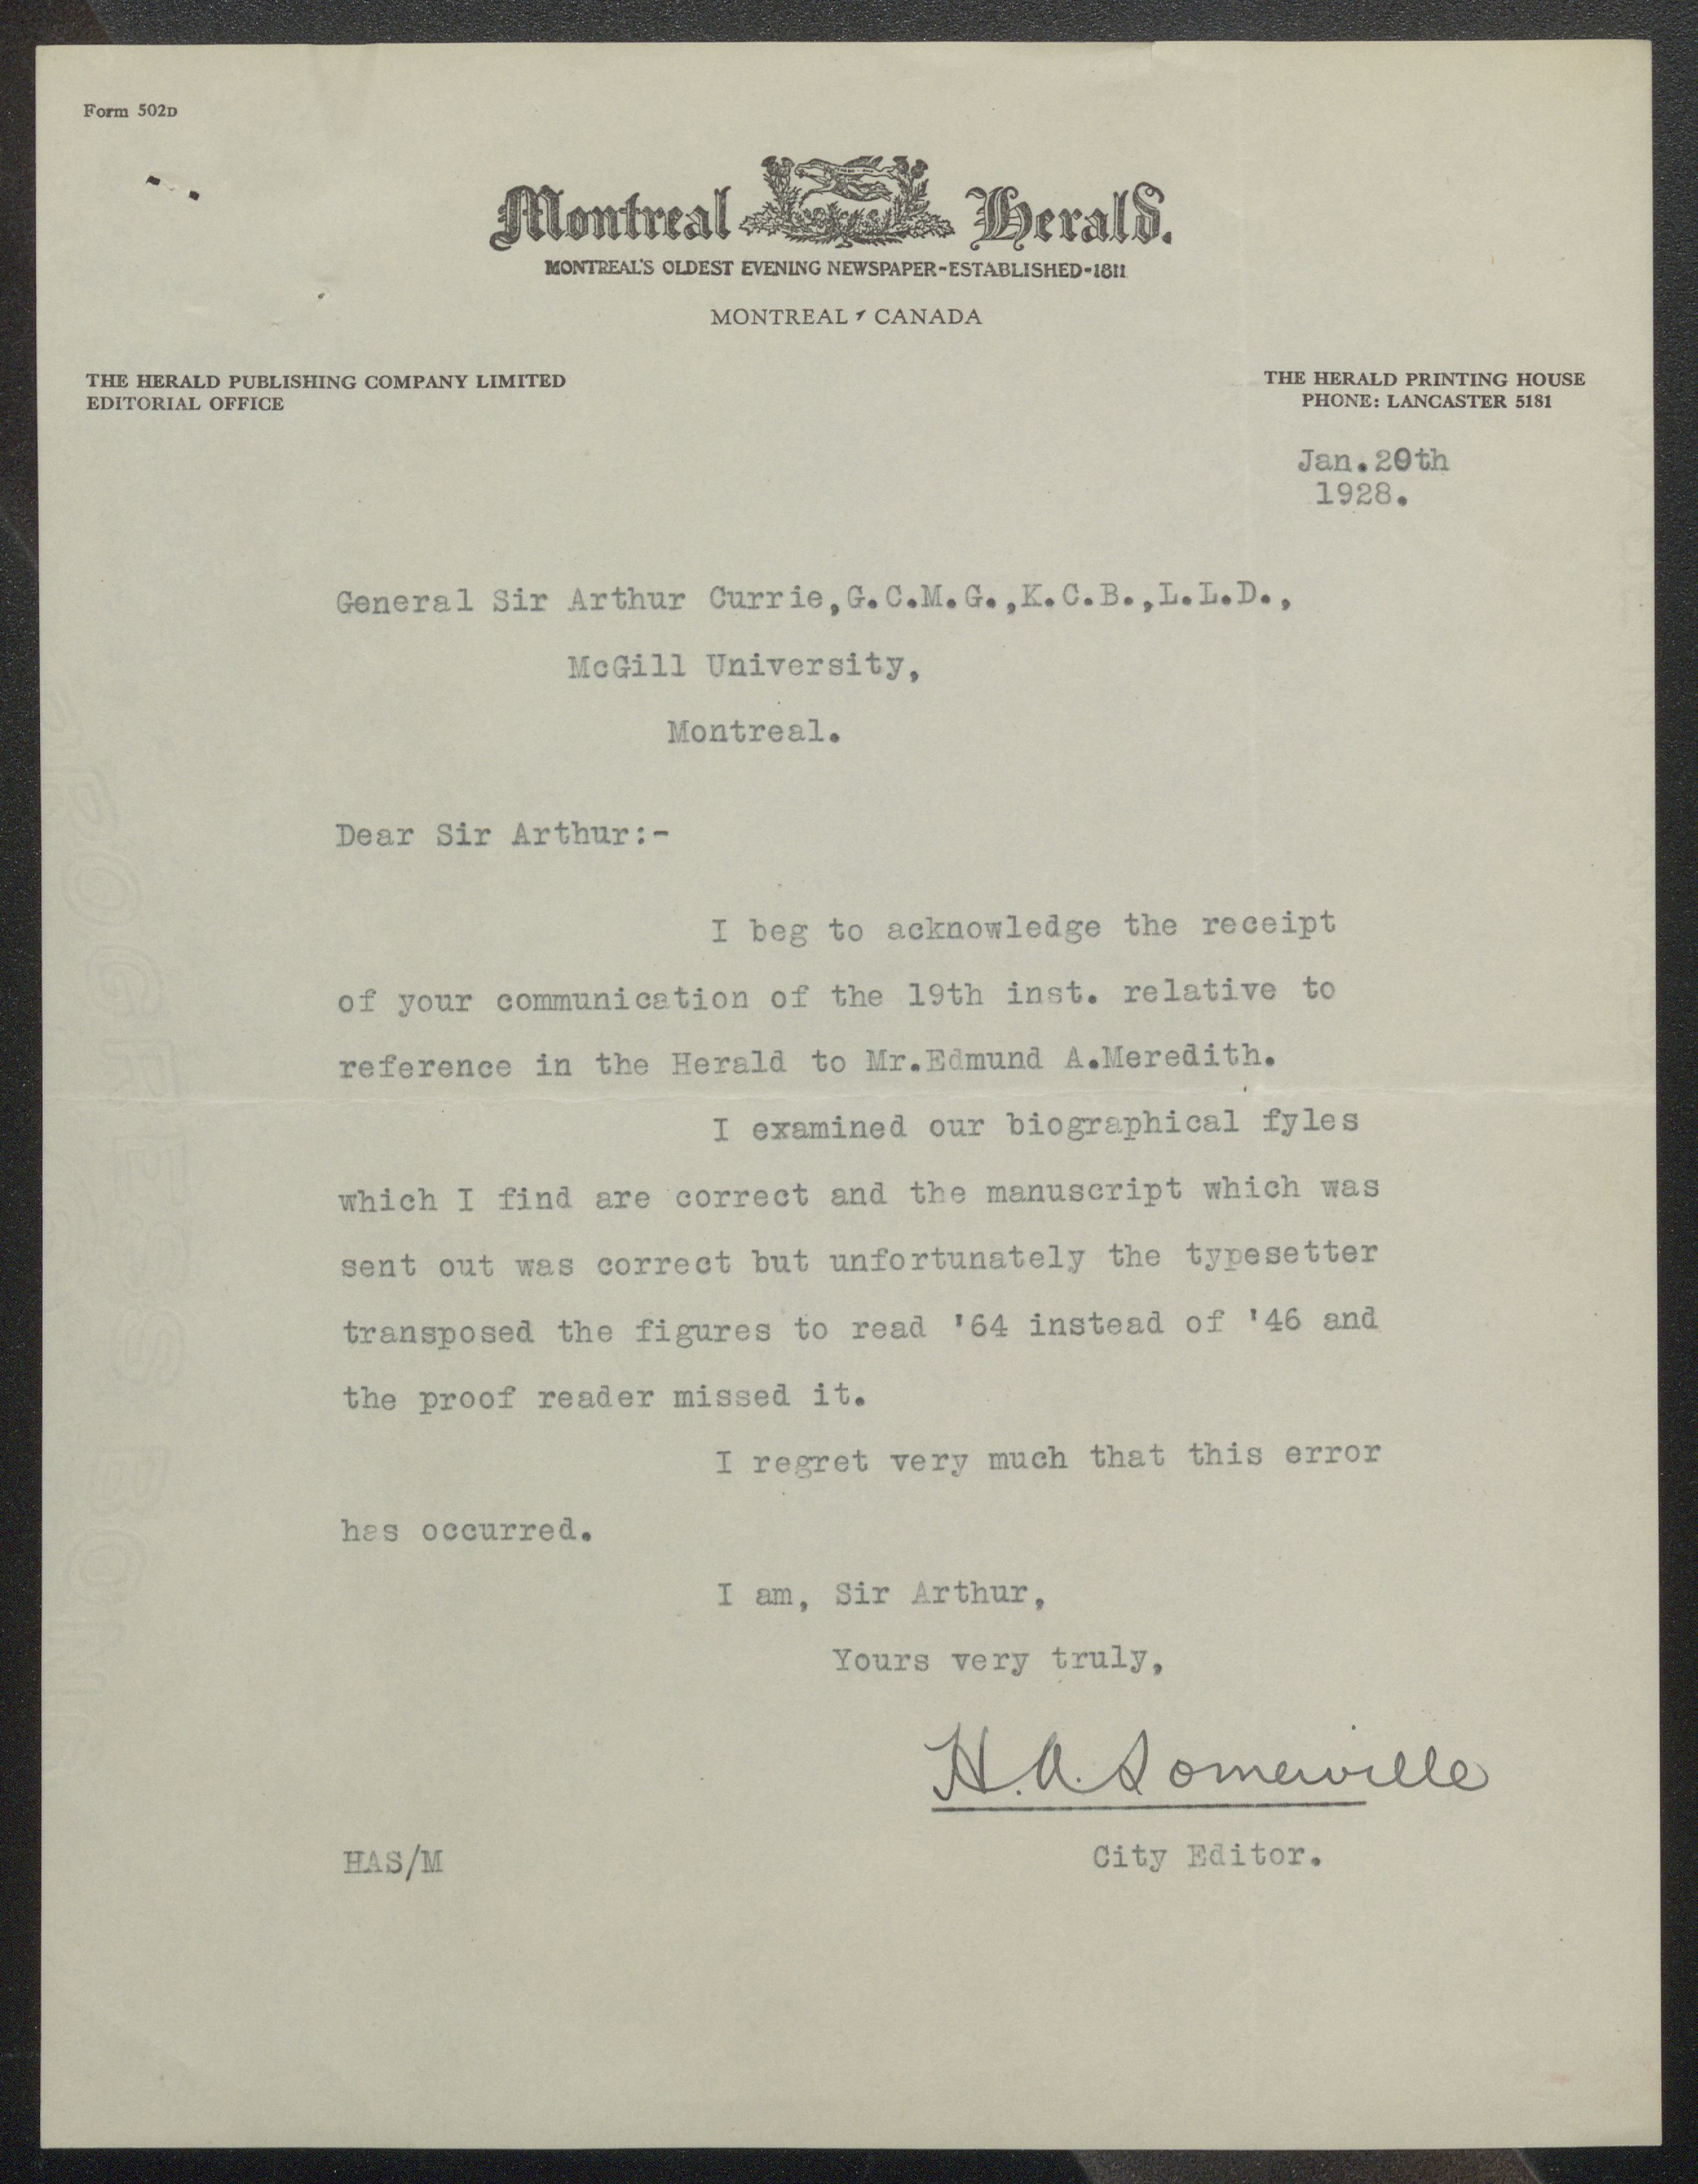 Form 502D
Montreal Herald.
MONTREAL'S OLDEST EVENING NEWSPAPER-ESTABLISHED-1811
MONTREAL CANADA
THE HERALD PUBLISHING COMPANY LIMITED
EDITORIAL OFFICE
THE HERALD PRINTING HOUSE
PHONE: LANCASTER 5181
Jan.20th
1928.
General Sir Arthur Currie,G.C.M.G.,K.C.B.,L.L.D.,
McGill University,
Montreal.
Dear Sir Arthur:-
I beg to acknowledge the receipt
of your communication of the 19th inst. relative to
reference in the Herald to Mr.Edmund A.Meredith.
I examined our biographical fyles
which I find are correct and the manuscript which was
sent out was correct but unfortunately the typesetter
transposed the figures to read '64 instead of '46 and
the proof reader missed it.
I regret very much that this error
has occurred.
I am, Sir Arthur,
Yours very truly,
H.A. Somerville
City Editor.
HAS/M